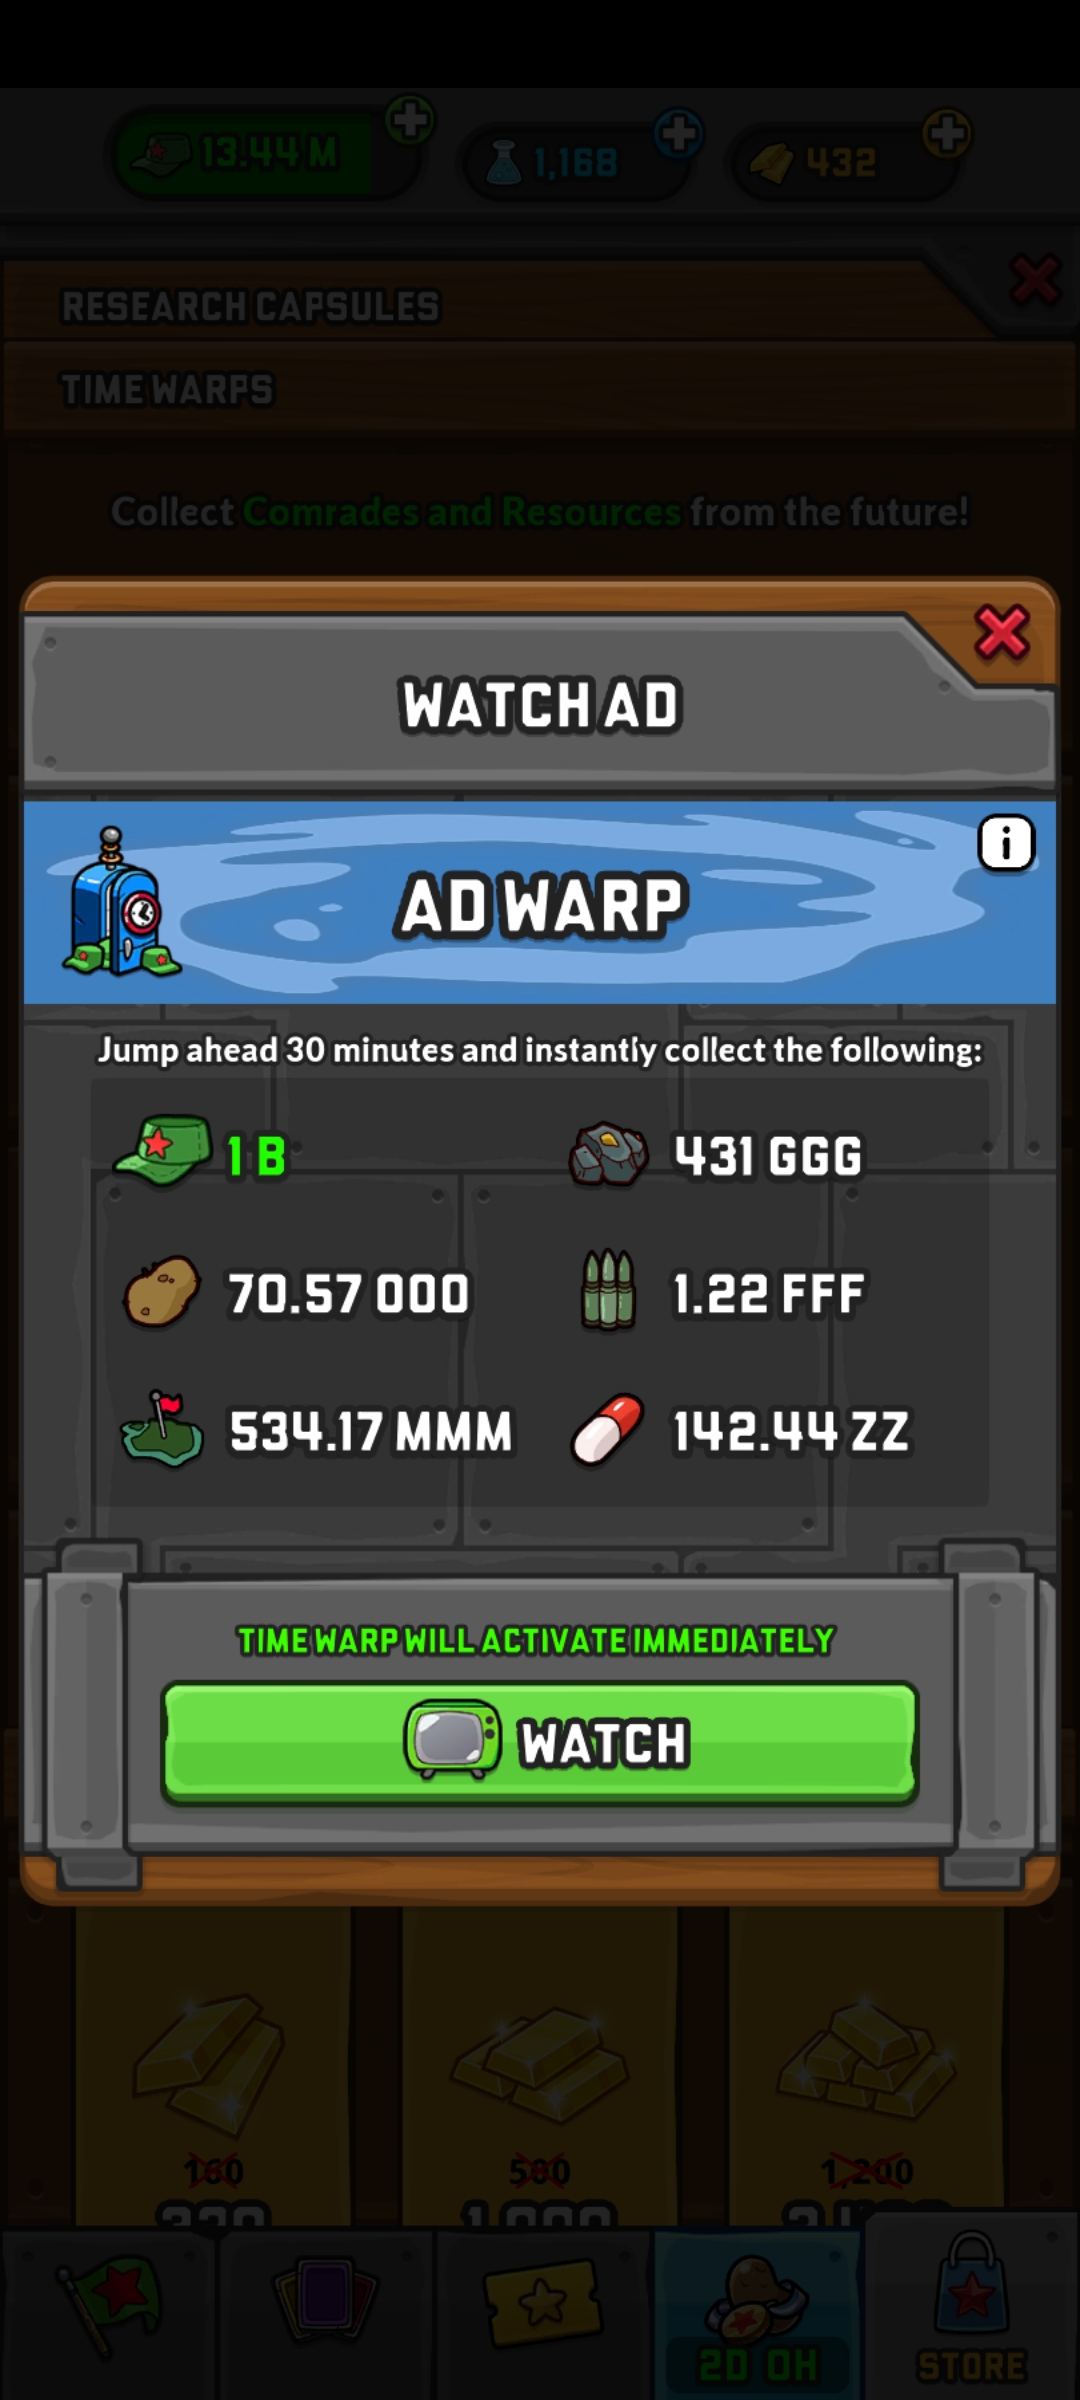 13.44 M
1,168
432
RESEARCH CAPSULES
TIME WARPS
Collect Comrades and Resources from the future!
WATCH AD
AD WARP
i
Jump ahead 30 minutes and instantly collect the following:
1 B
431 GGG
70.57 OOO
1.22 FFF
534.17 MMM
142.44 ZZ
TIME WARP WILL ACTIVATE IMMEDIATELY
WATCH
160
500
1,200
2D 0H
STORE